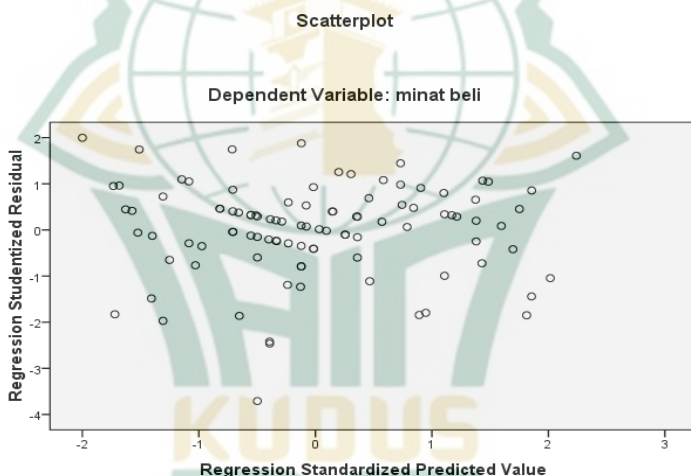 Scatterplot
Dependent Variable: minat beli
Regression Studentized Residual
2
1
0
-1
-2
-3
-4
-2
-1
0
1
2
3
Regression Standardized Predicted Value
IAIN
KUDUS